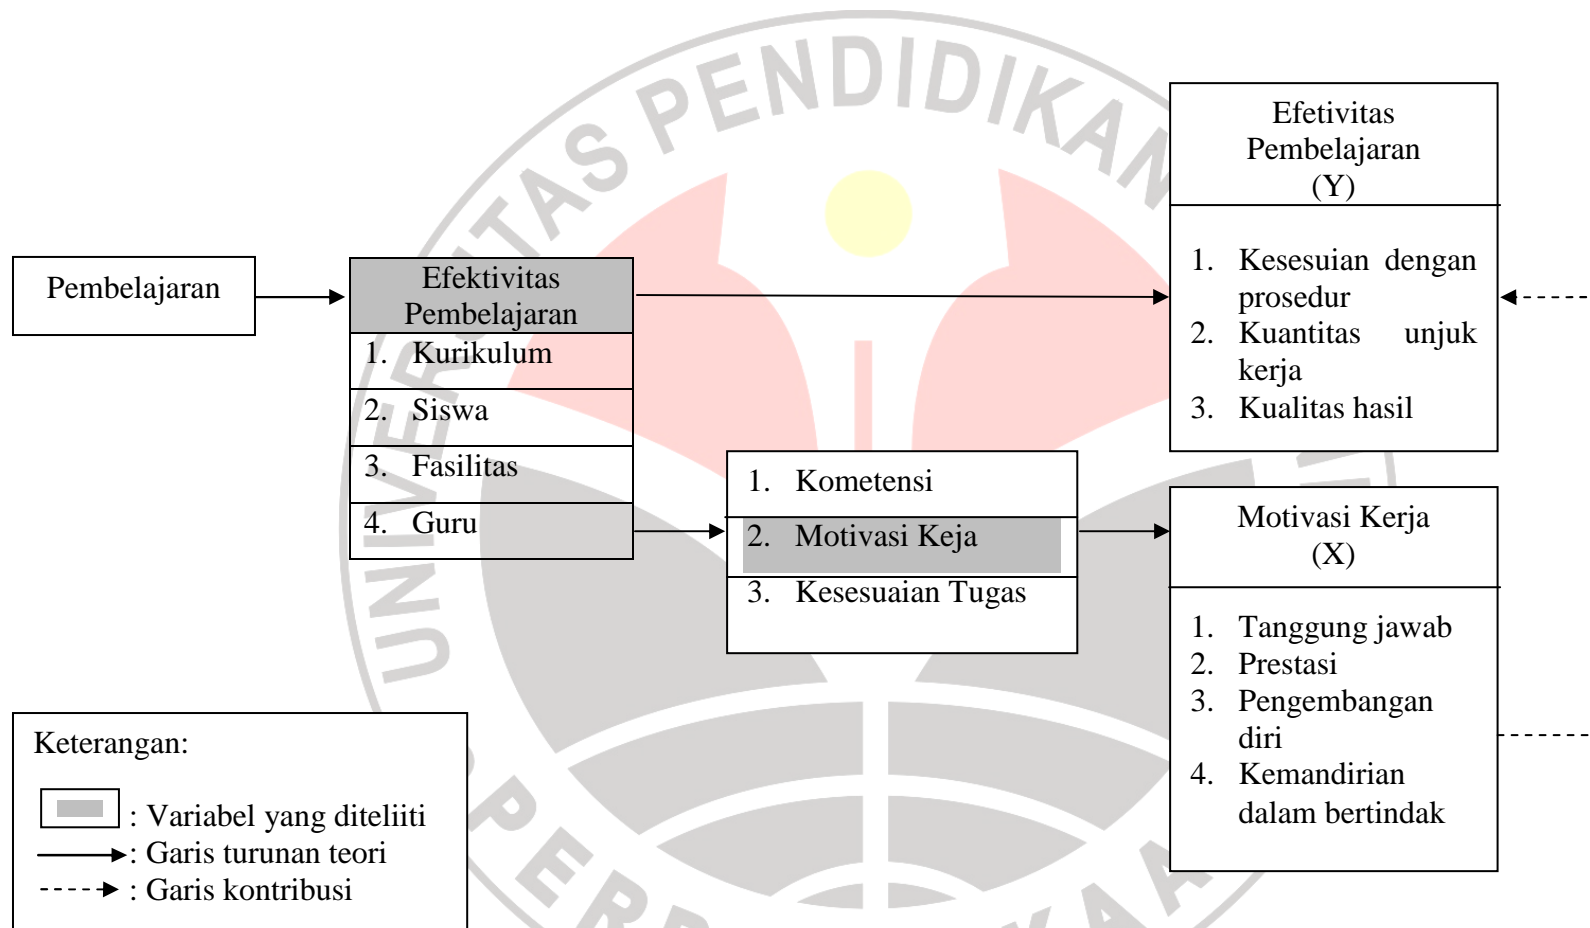 UNIVERSITAS PENDIDIKAN
Efetivitas
Pembelajaran
(Y)
1. Kesesuian dengan
prosedur
2. Kuantitas unjuk
kerja
3. Kualitas hasil
Pembelajaran
Efektivitas
Pembelajaran
1. Kurikulum
2. Siswa
3. Fasilitas
4. Guru
1. Kometensi
2. Motivasi Keja
3. Kesesuaian Tugas
Motivasi Kerja
(X)
1. Tanggung jawab
2. Prestasi
3. Pengembangan
diri
4. Kemandirian
dalam bertindak
Keterangan:
: Variabel yang diteliiti
: Garis turunan teori
: Garis kontribusi